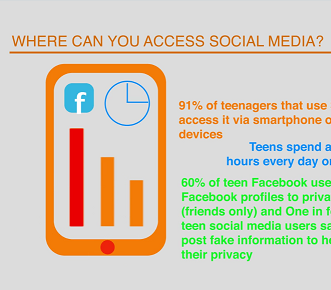 WHERE CAN YOU ACCESS SOCIAL MEDIA?
f
91% of teenagers that use
access it via smartphone o
devices
Teens spend a
hours every day on
60% of teen Facebook use
Facebook profiles to priva
(friends only) and One in f
teen social media users sa
post fake information to he
their privacy